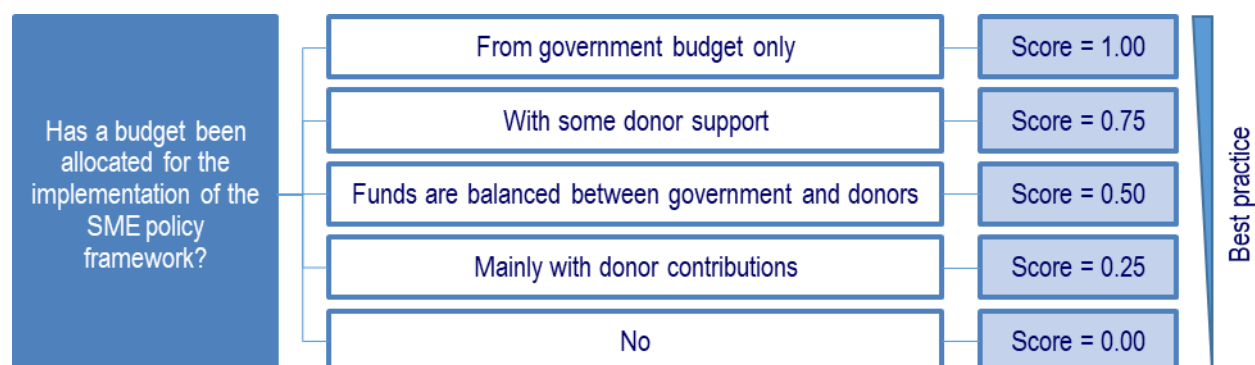 Has a budget been
allocated for the
implementation of the
SME policy
framework?
From government budget only
Score = 1.00
With some donor support
Score = 0.75
Funds are balanced between government and donors
Score = 0.50
Mainly with donor contributions
Score = 0.25
No
Score = 0.00
Best practice